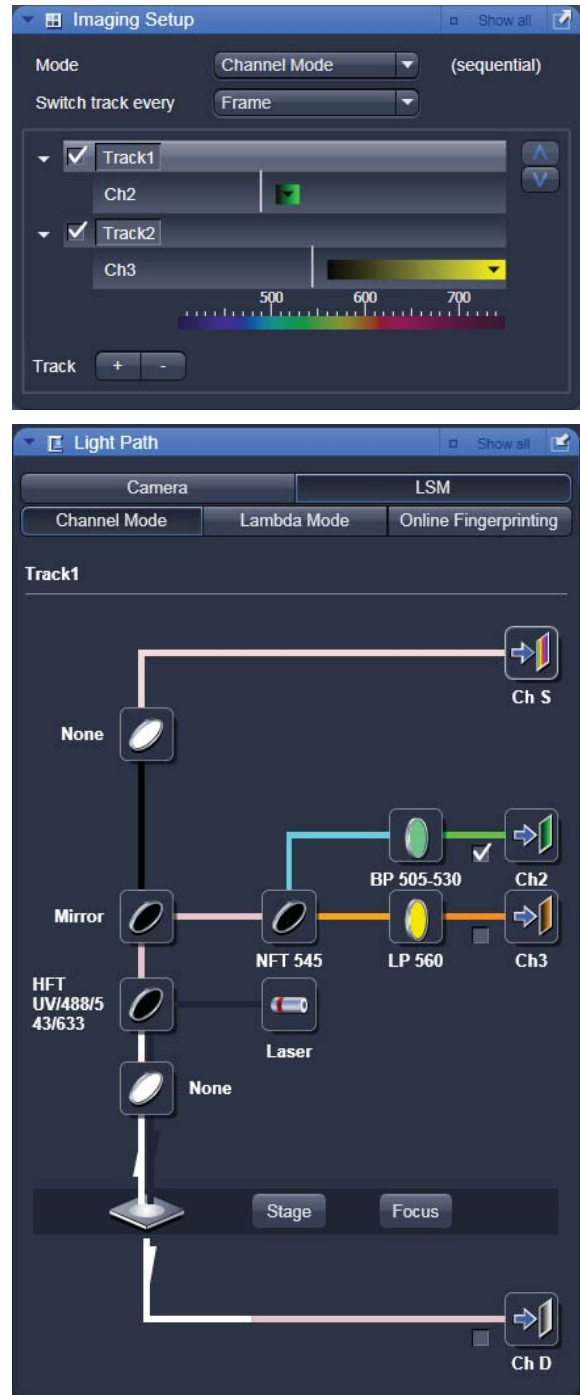 Imaging Setup
Show all
Mode
Channel Mode
(sequential)
Switch track every
Frame
Track1
Ch2
Track2
Ch3
500 600 700
Track + -
Light Path
Show all
Camera LSM
Channel Mode Lambda Mode Online Fingerprinting
Track1
Ch S
None
BP 505-530
Ch2
Mirror
NFT 545
LP 560
Ch3
HFT
UV/488/5
43/633
Laser
None
Stage
Focus
Ch D